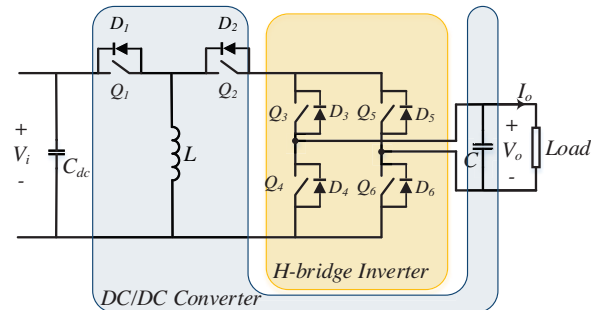 D1 D2
Q1 Q2
Q3 D3 Q5 D5
Io
+ Vi -
Cdc
L
Q4 D4 Q6 D6
C
+ Vo -
Load
H-bridge Inverter
DC/DC Converter